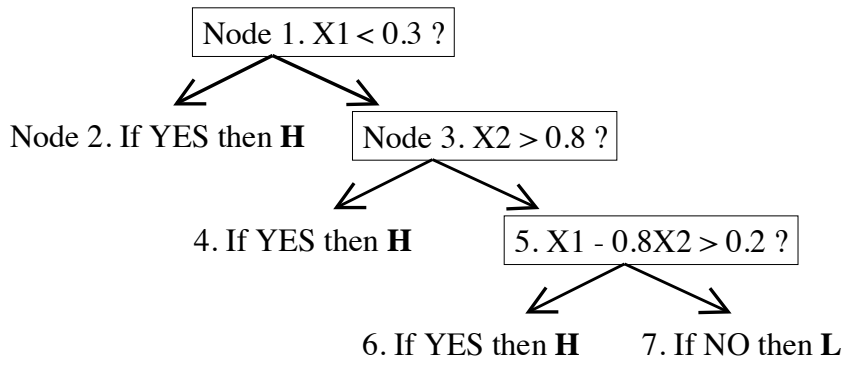 Node 1. X1 < 0.3 ?
Node 2. If YES then H
Node 3. X2 > 0.8 ?
4. If YES then H
5. X1 - 0.8X2 > 0.2 ?
6. If YES then H
7. If NO then L